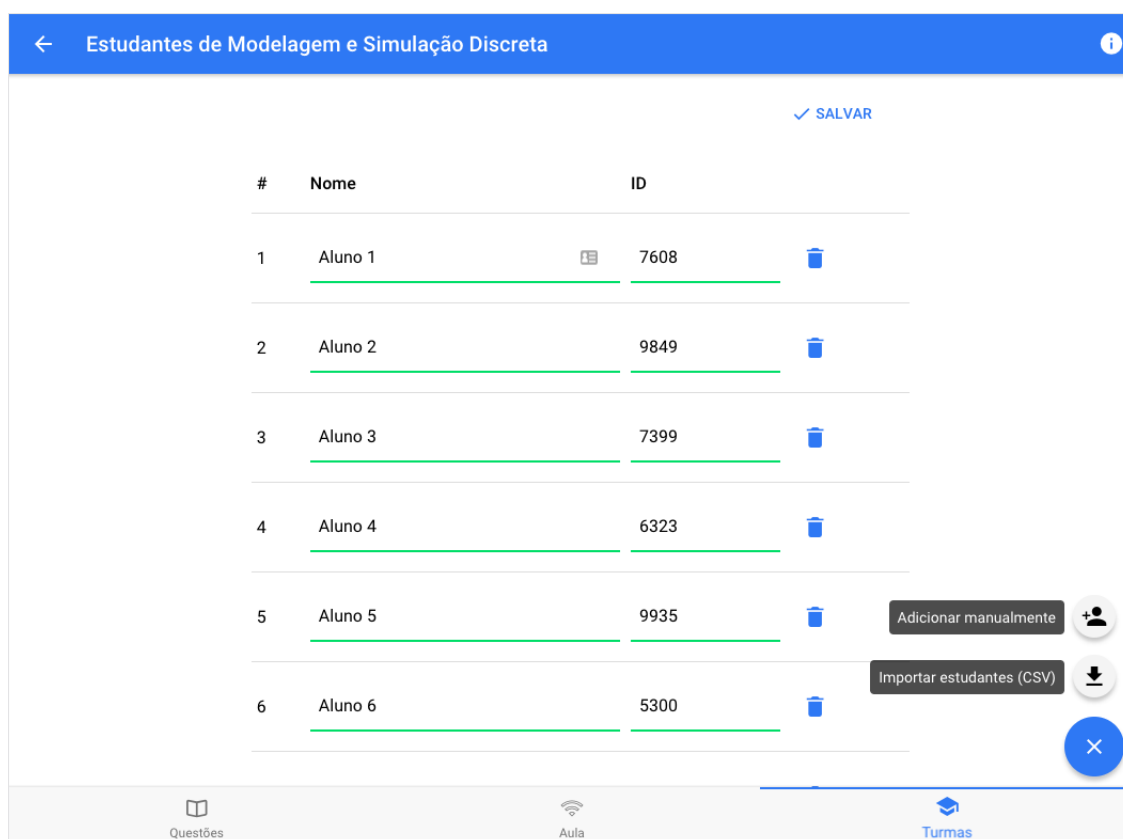 Estudantes de Modelagem e Simulação Discreta
SALVAR
# Nome ID
1 Aluno 1 7608
2 Aluno 2 9849
3 Aluno 3 7399
4 Aluno 4 6323
5 Aluno 5 9935
Adicionar manualmente
Importar estudantes (CSV)
6 Aluno 6 5300
Questões Aula Turmas